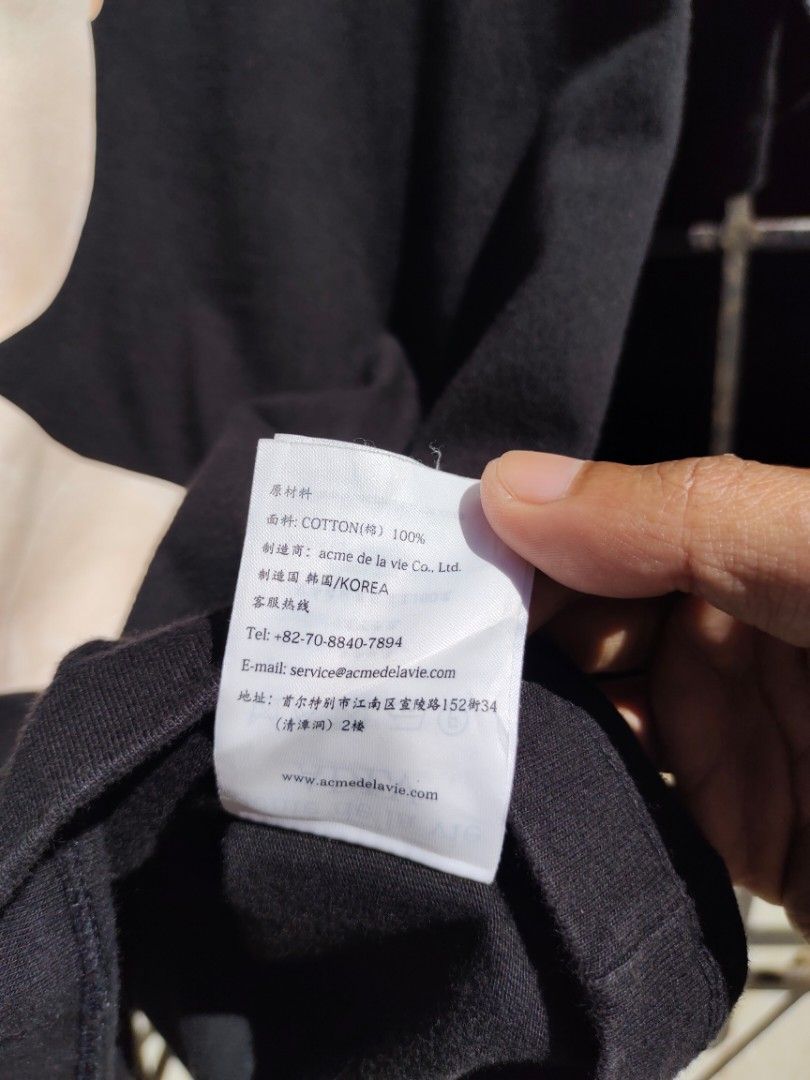 原材料
面料: COTTON(棉) 100%
制造商: acme de la vie Co., Ltd.
制造国 韩国/KOREA
客服热线
Tel: +82-70-8840-7894
E-mail: service@acmedelavie.com
地址: 首尔特别市江南区宣陵路152街34
(清潭洞) 2楼
www.acmedelavie.com